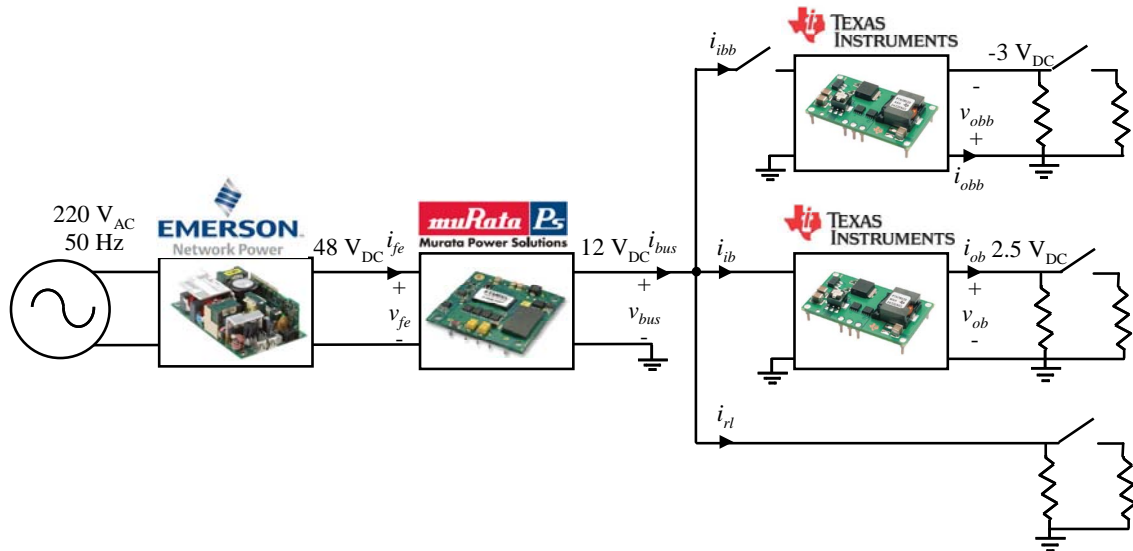 TEXAS
INSTRUMENTS
i_ibb
-3 V_DC
-
v_obb
+
i_obb
220 V_AC
50 Hz
EMERSON
Network Power
48 V_DC
i_fe
+
v_fe
-
muRata Ps
Murata Power Solutions
12 V_DC
i_bus
+
v_bus
-
TEXAS
INSTRUMENTS
i_ib
i_ob
2.5 V_DC
+
v_ob
-
i_rl